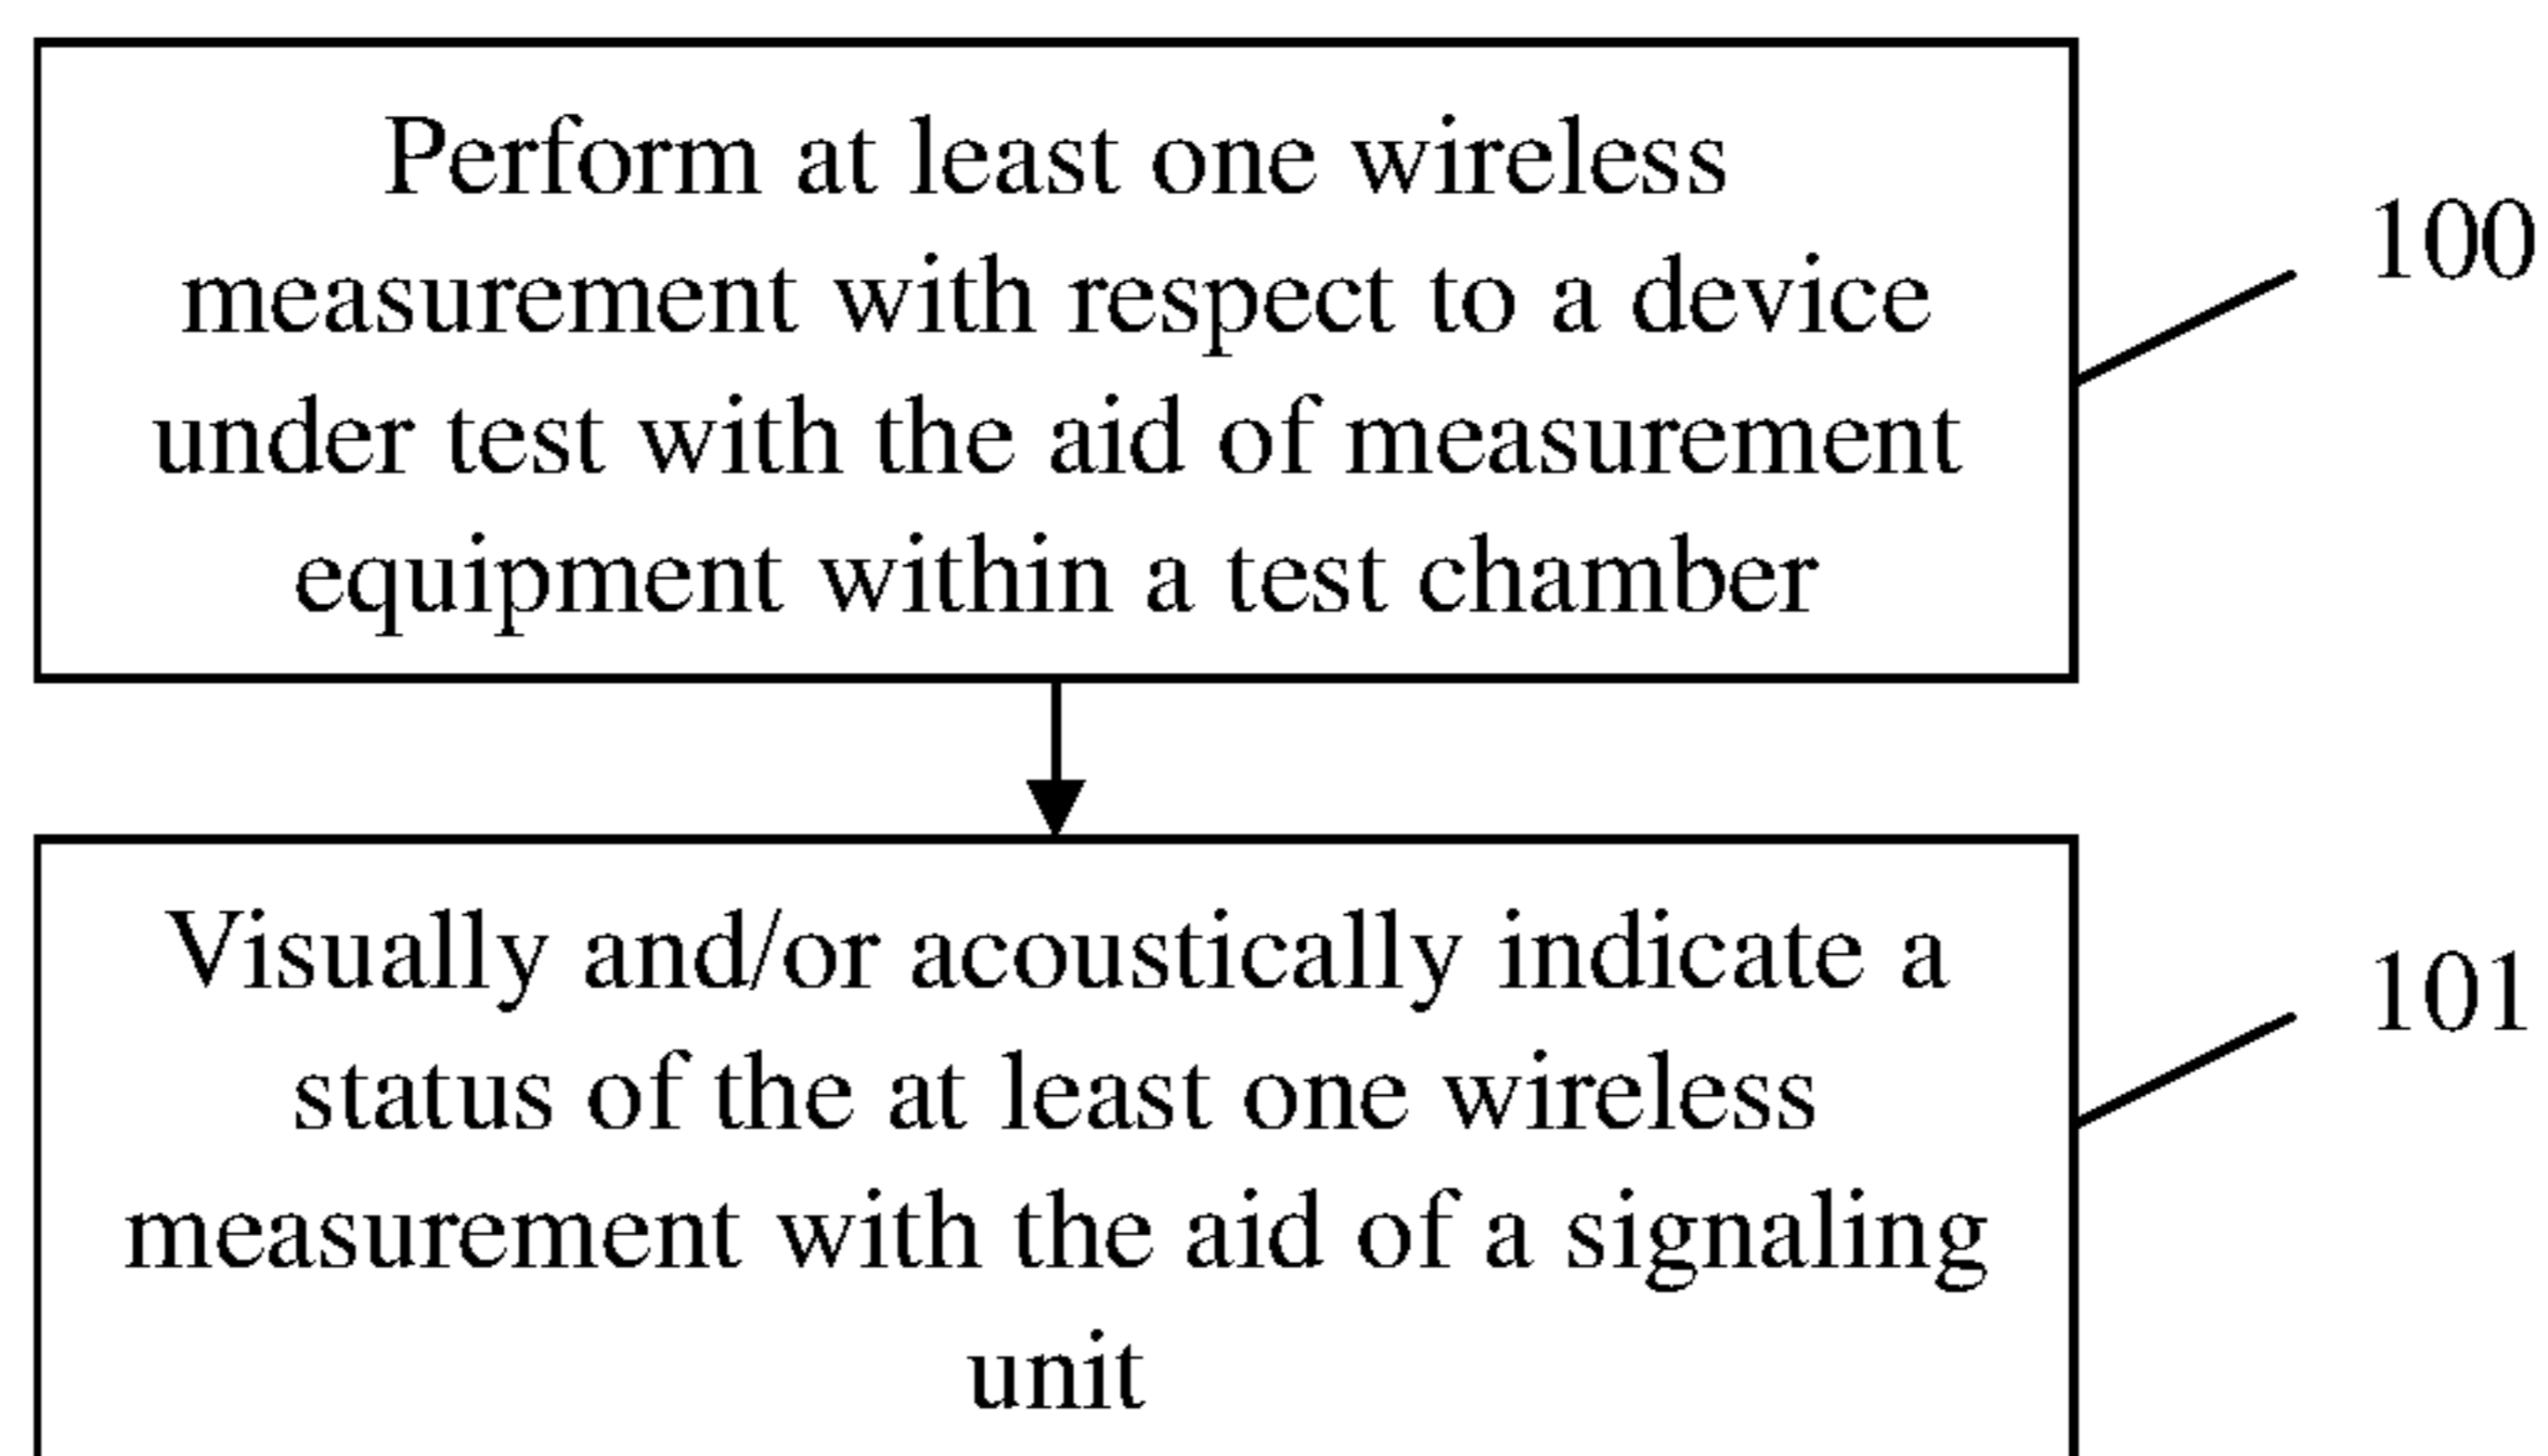 Perform at least one wireless
measurement with respect to a device
under test with the aid of measurement
equipment within a test chamber
100
Visually and/or acoustically indicate a
status of the at least one wireless
measurement with the aid of a signaling
unit
101